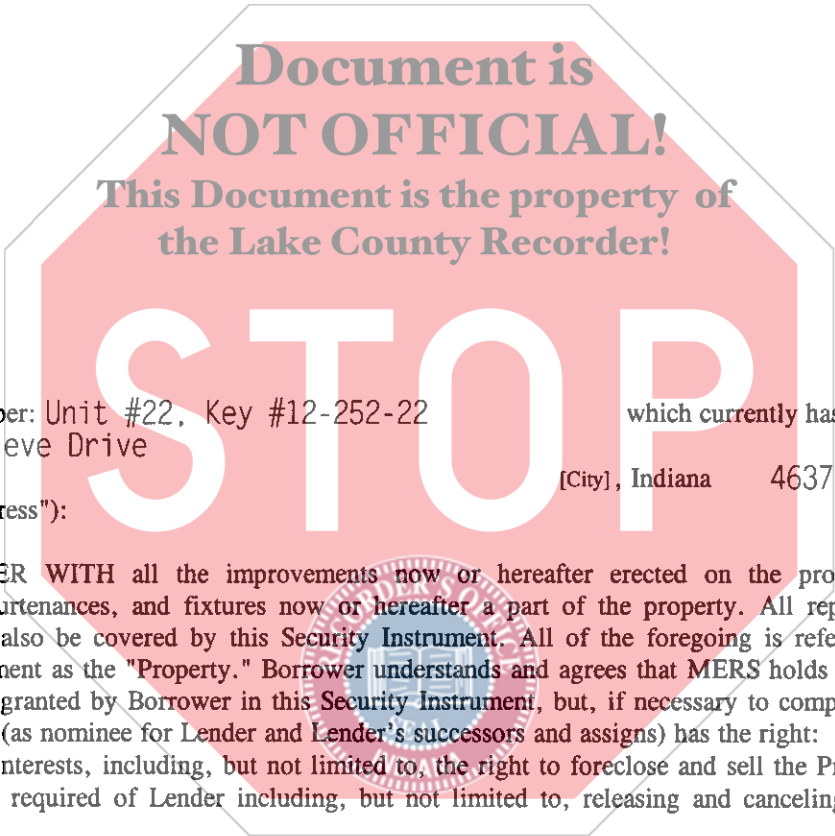 Document is
NOT OFFICIAL!
This Document is the property of
the Lake County Recorder!
STOP
er: Unit #22, Key #12-252-22 which currently has
eve Drive
[City], Indiana 4637
ress"):
ER WITH all the improvements now or hereafter erected on the pro
urtenances, and fixtures now or hereafter a part of the property. All rep
also be covered by this Security Instrument. All of the foregoing is refe
ment as the "Property." Borrower understands and agrees that MERS holds
granted by Borrower in this Security Instrument, but, if necessary to comp
(as nominee for Lender and Lender's successors and assigns) has the right:
nterests, including, but not limited to, the right to foreclose and sell the Pr
required of Lender including, but not limited to, releasing and canceling
RECORDER'S OFFICE
SEAL